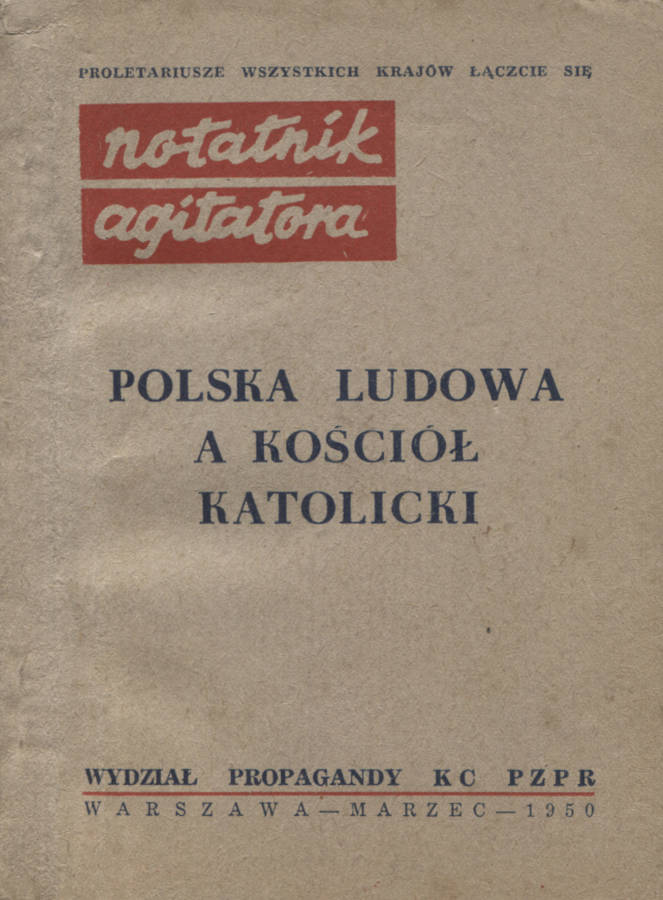 PROLETARIUSZE WSZYSTKICH KRAJÓW ŁĄCZCIE SIĘ
notatnik
agitatora
POLSKA LUDOWA
A KOŚCIÓŁ
KATOLICKI
WYDZIAŁ PROPAGANDY KC PZPR
WARSZAWA — MARZEC — 1950